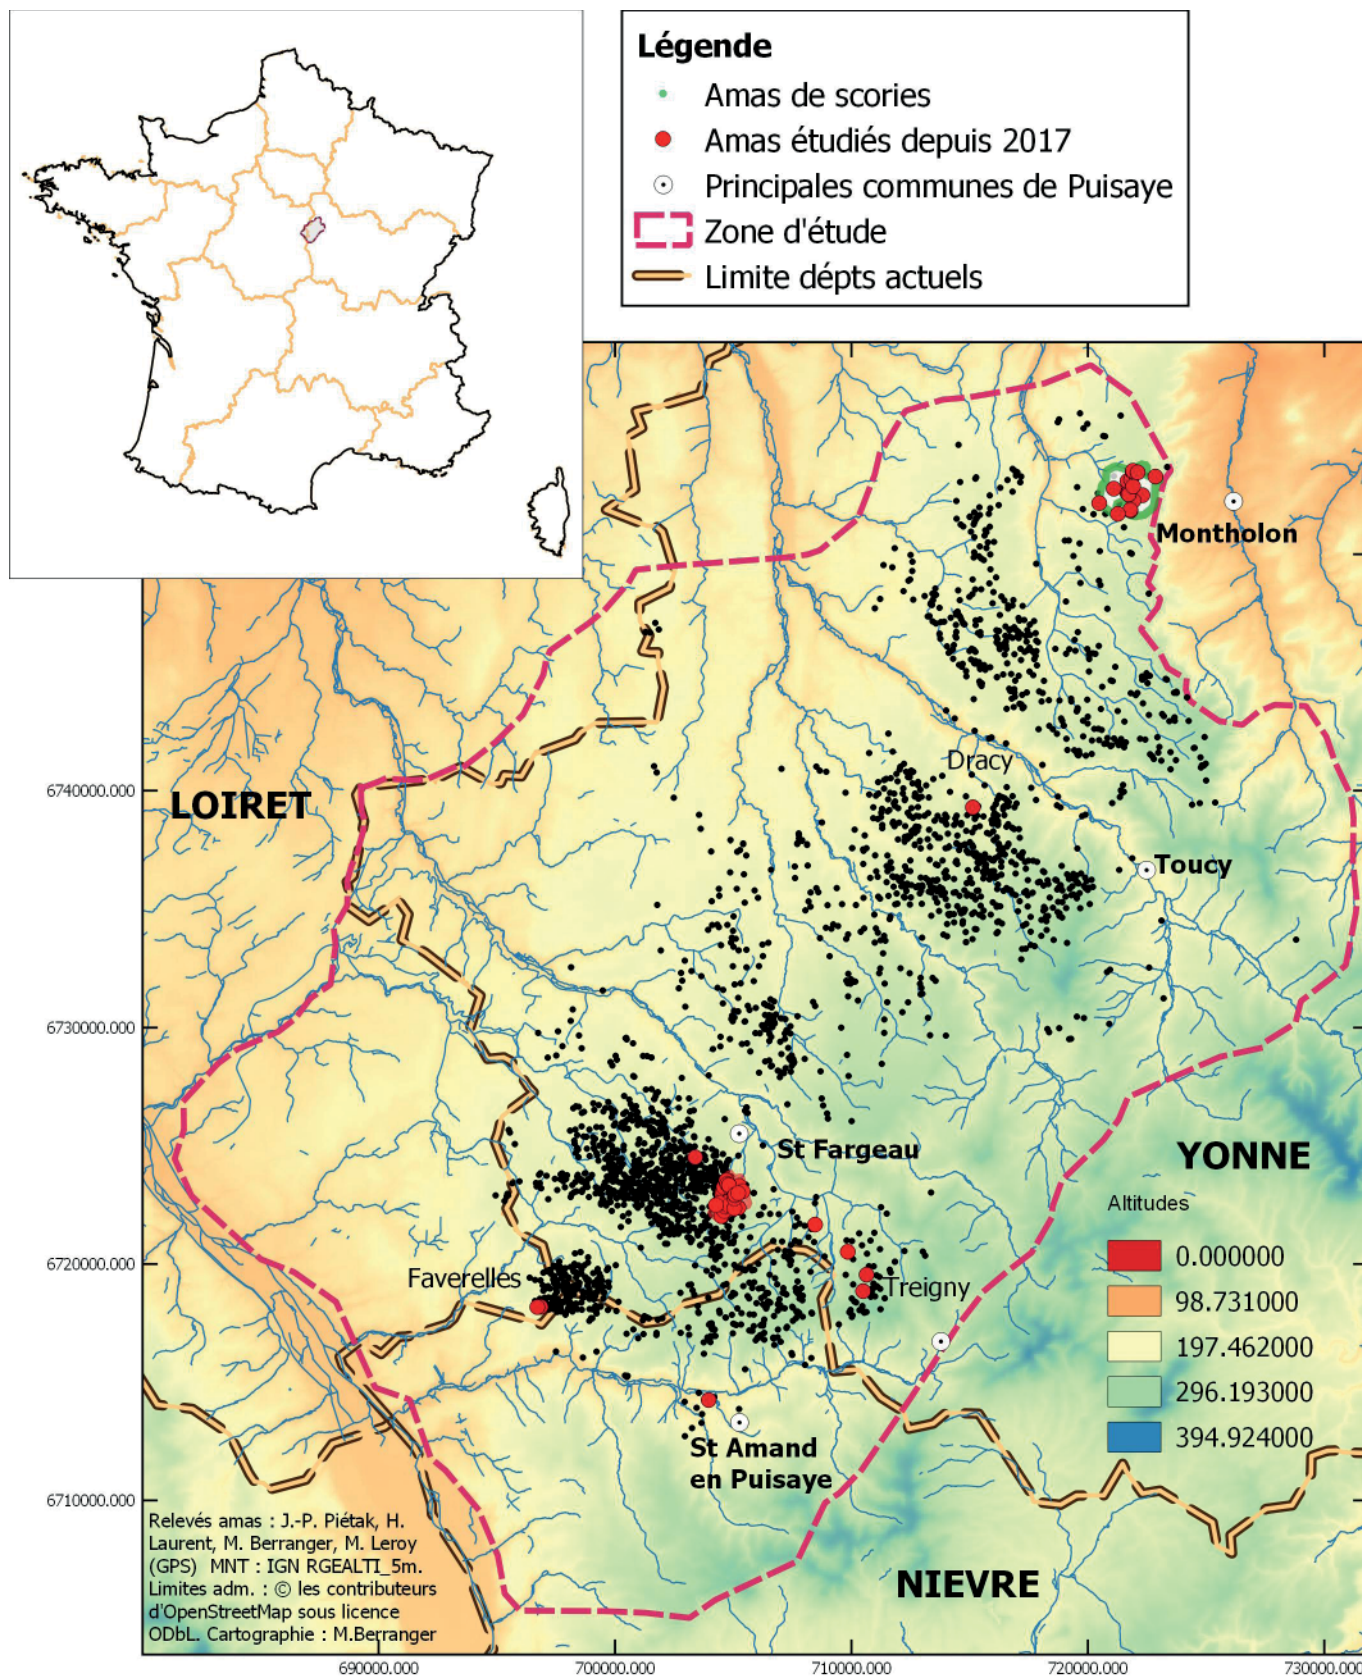 Légende
Amas de scories
Amas étudiés depuis 2017
Principales communes de Puisaye
Zone d'étude
Limite dépts actuels
Montholon
Dracy
LOIRET
Toucy
YONNE
St Fargeau
Faverelles
Treigny
St Amand
en Puisaye
NIEVRE
Altitudes
0.000000
98.731000
197.462000
296.193000
394.924000
6740000.000
6730000.000
6720000.000
6710000.000
Relevés amas : J.-P. Piétak, H.
Laurent, M. Berranger, M. Leroy
(GPS) MNT : IGN RGEALTI_5m.
Limites adm. : © les contributeurs
d'OpenStreetMap sous licence
ODbL. Cartographie : M.Berranger
690000.000
700000.000
710000.000
720000.000
730000.000